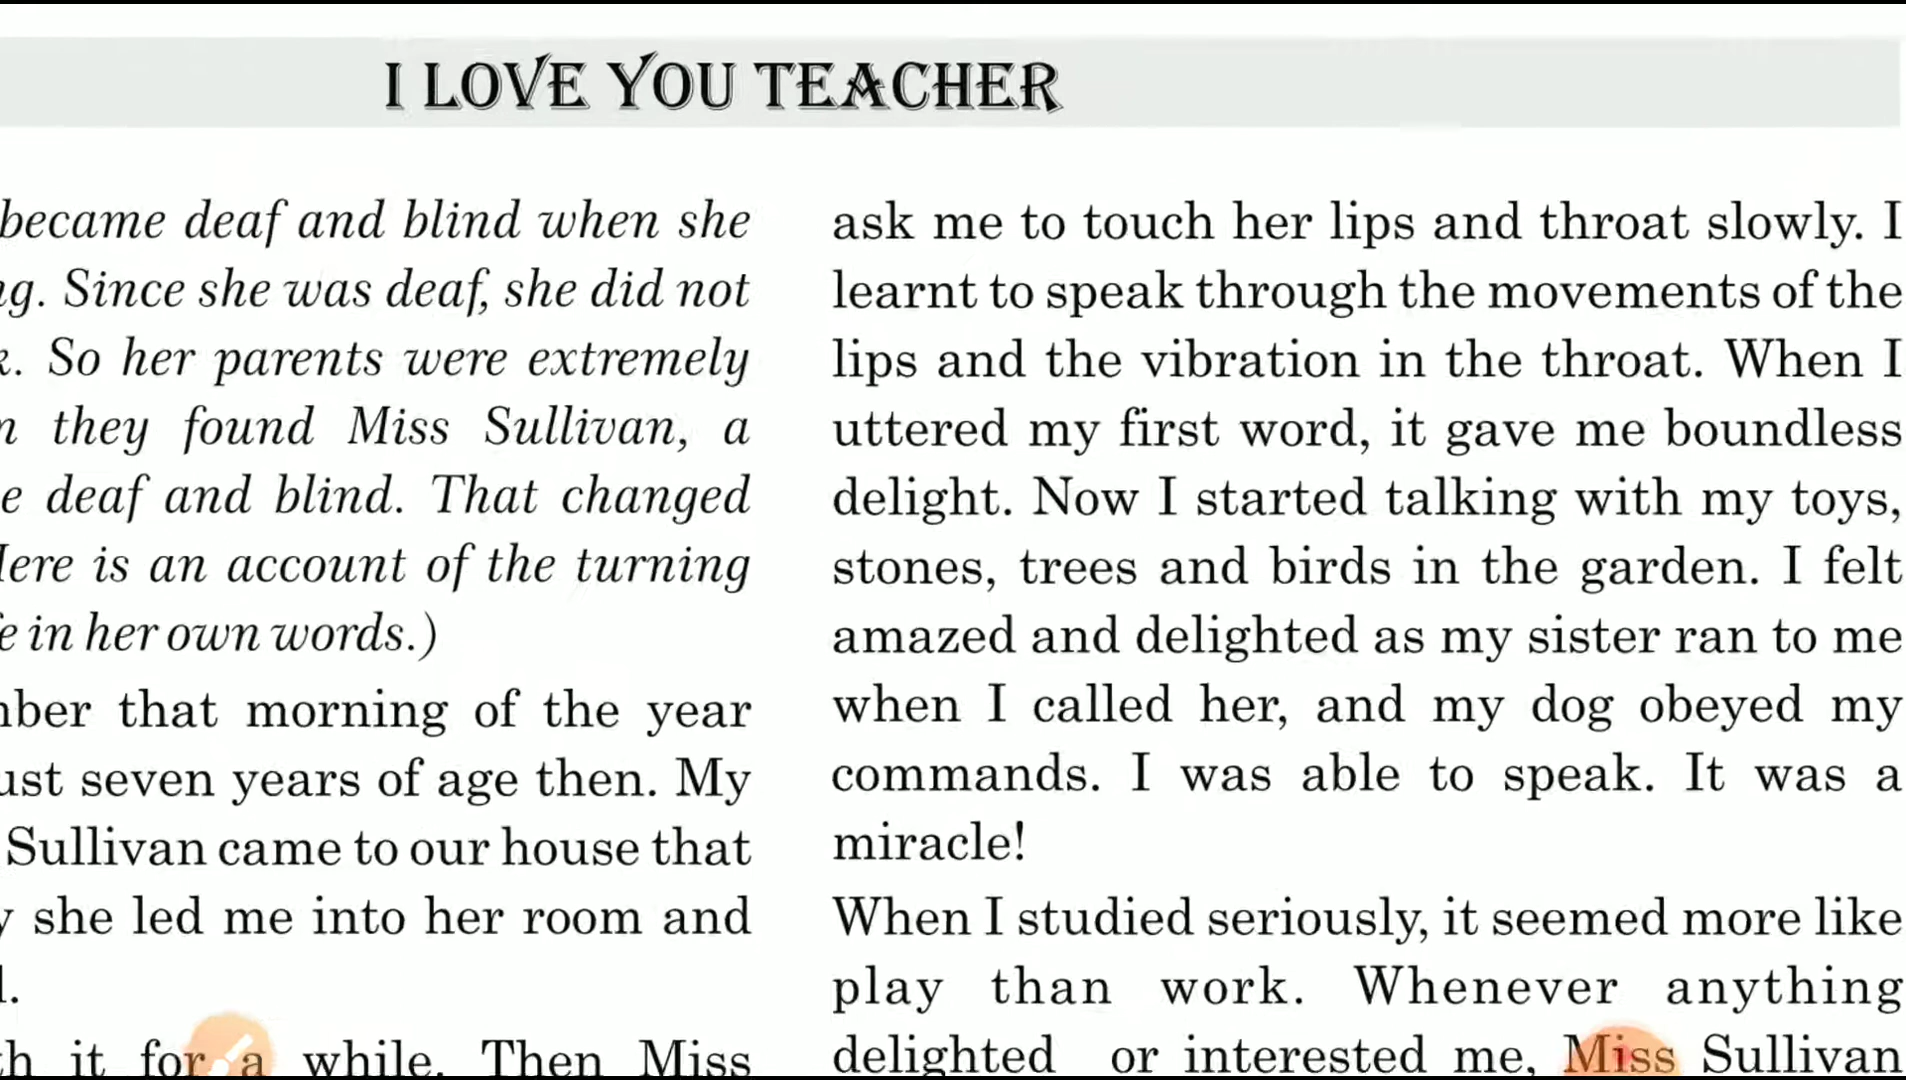 I LOVE YOU TEACHER
became deaf and blind when she
Since she was deaf, she did not
So her parents were extremely
they found Miss Sullivan, a
deaf and blind. That changed
is an account of the turning
in her own words.)
that morning of the year
seven years of age then. My
Sullivan came to our house that
she led me into her room and
it for a while. Then Miss
ask me to touch her lips and throat slowly. I
learnt to speak through the movements of the
lips and the vibration in the throat. When I
uttered my first word, it gave me boundless
delight. Now I started talking with my toys,
stones, trees and birds in the garden. I felt
amazed and delighted as my sister ran to me
when I called her, and my dog obeyed my
commands. I was able to speak. It was a
miracle!
When I studied seriously, it seemed more like
play than work. Whenever anything
delighted or interested me, Miss Sullivan